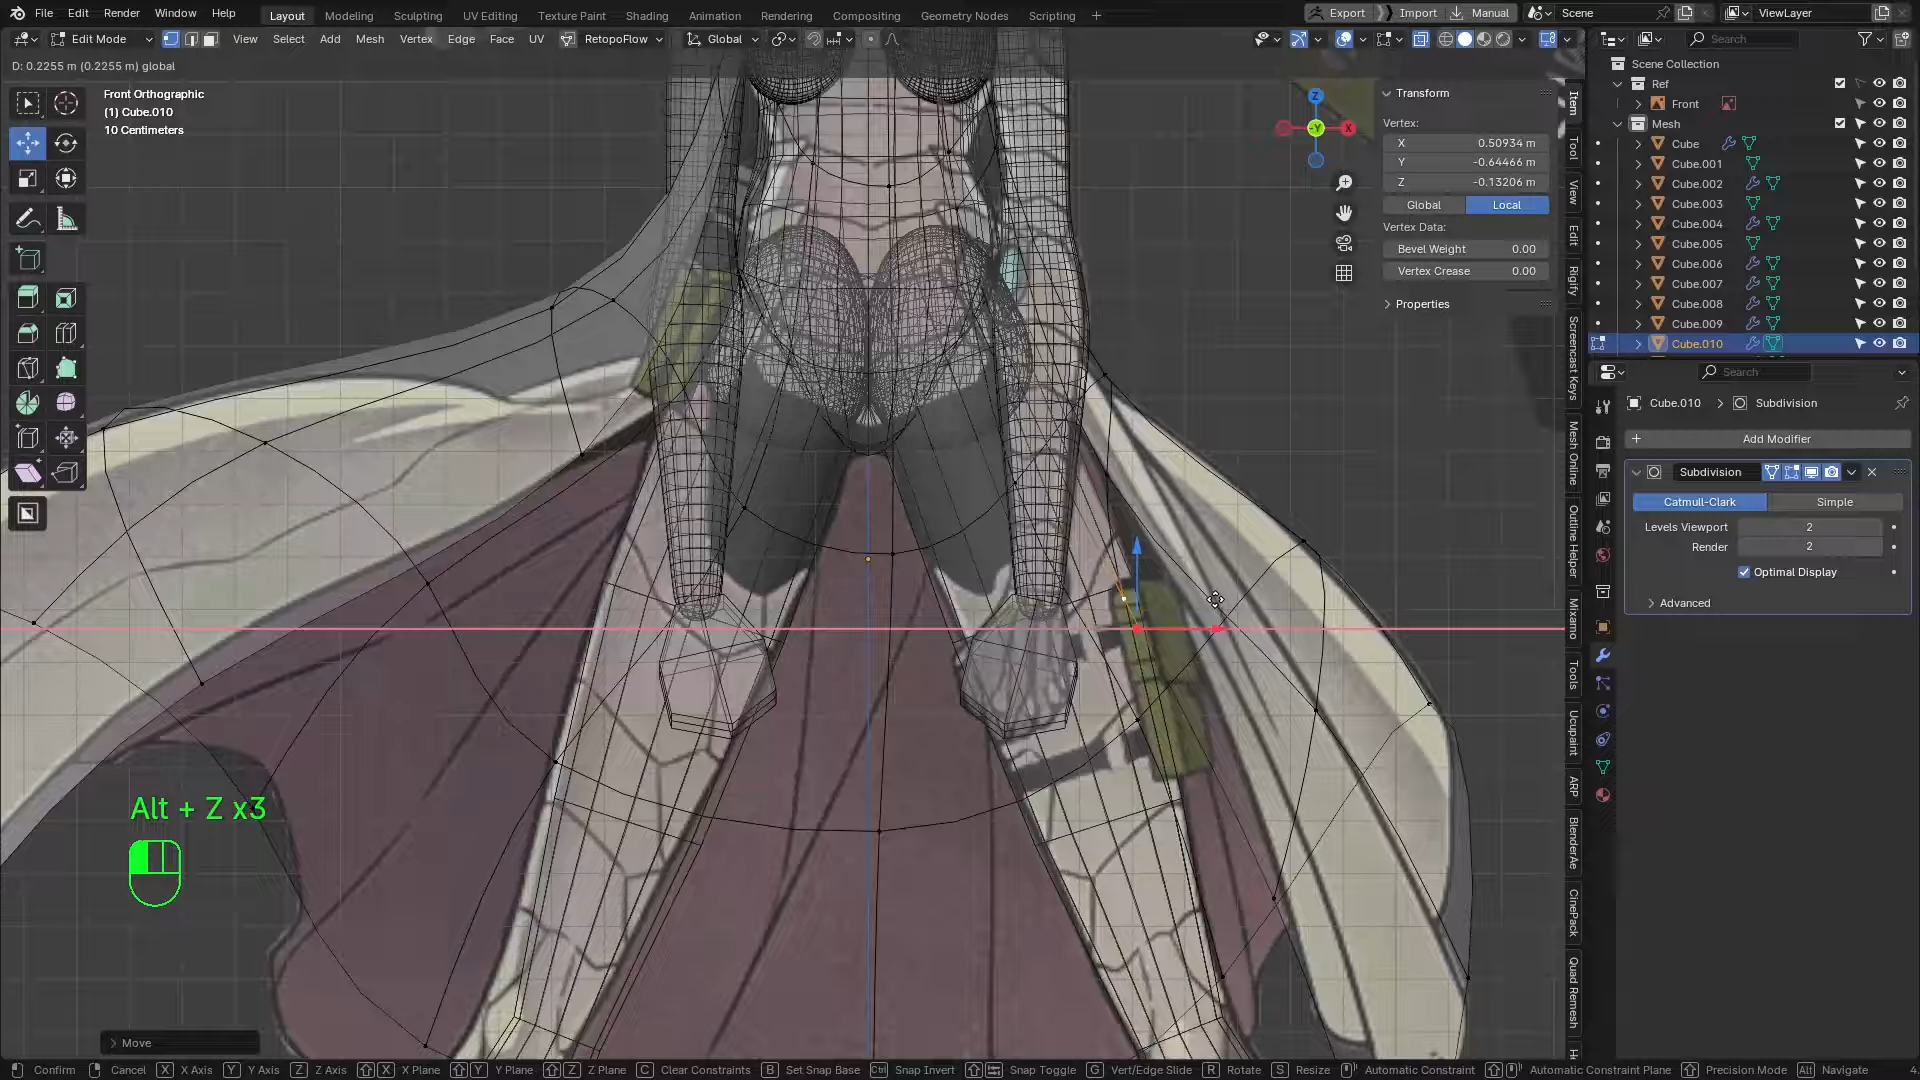 File Edit Render Window Help Layout Modeling Sculpting UV Editing Texture Paint Shading Animation Rendering Compositing Geometry Nodes Scripting + Export Import Manual Scene ViewLayer
Edit Mode View Select Add Mesh Vertex Edge Face UV RetopoFlow Global Search
D: 0.2255 m (0.2255 m) global
Front Orthographic
(1) Cube.010
10 Centimeters
Z
-Y
X
Transform
Vertex:
X 0.50934 m
Y -0.64466 m
Z -0.13206 m
Global Local
Vertex Data:
Bevel Weight 0.00
Vertex Crease 0.00
Properties
Item
Tool
View
Edit
Rigify
Screencast Keys
Mesh Online
Outline Helper
Mixamo
Tools
Ucupaint
ARP
BlenderAe
CinePack
Quad Remesh
Scene Collection
Ref
Front
Mesh
Cube
Cube.001
Cube.002
Cube.003
Cube.004
Cube.005
Cube.006
Cube.007
Cube.008
Cube.009
Cube.010
Search
Cube.010 > Subdivision
+ Add Modifier
Subdivision
Catmull-Clark Simple
Levels Viewport 2
Render 2
Optimal Display
Advanced
Alt + Z x3
Move
Confirm Cancel X X Axis Y Y Axis Z Z Axis X X Plane Y Y Plane Z Z Plane C Clear Constraints B Set Snap Base Ctrl Snap Invert Snap Toggle G Vert/Edge Slide R Rotate S Resize Automatic Constraint Automatic Constraint Plane Precision Mode Alt Navigate 4.